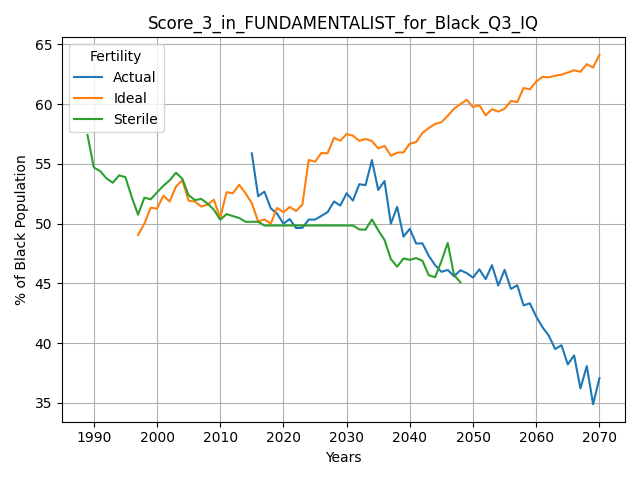 Score_3_in_FUNDAMENTALIST_for_Black_Q3_IQ
65
60
55
50
45
40
35
% of Black Population
Fertility
Actual
Ideal
Sterile
1990 2000 2010 2020 2030 2040 2050 2060 2070
Years